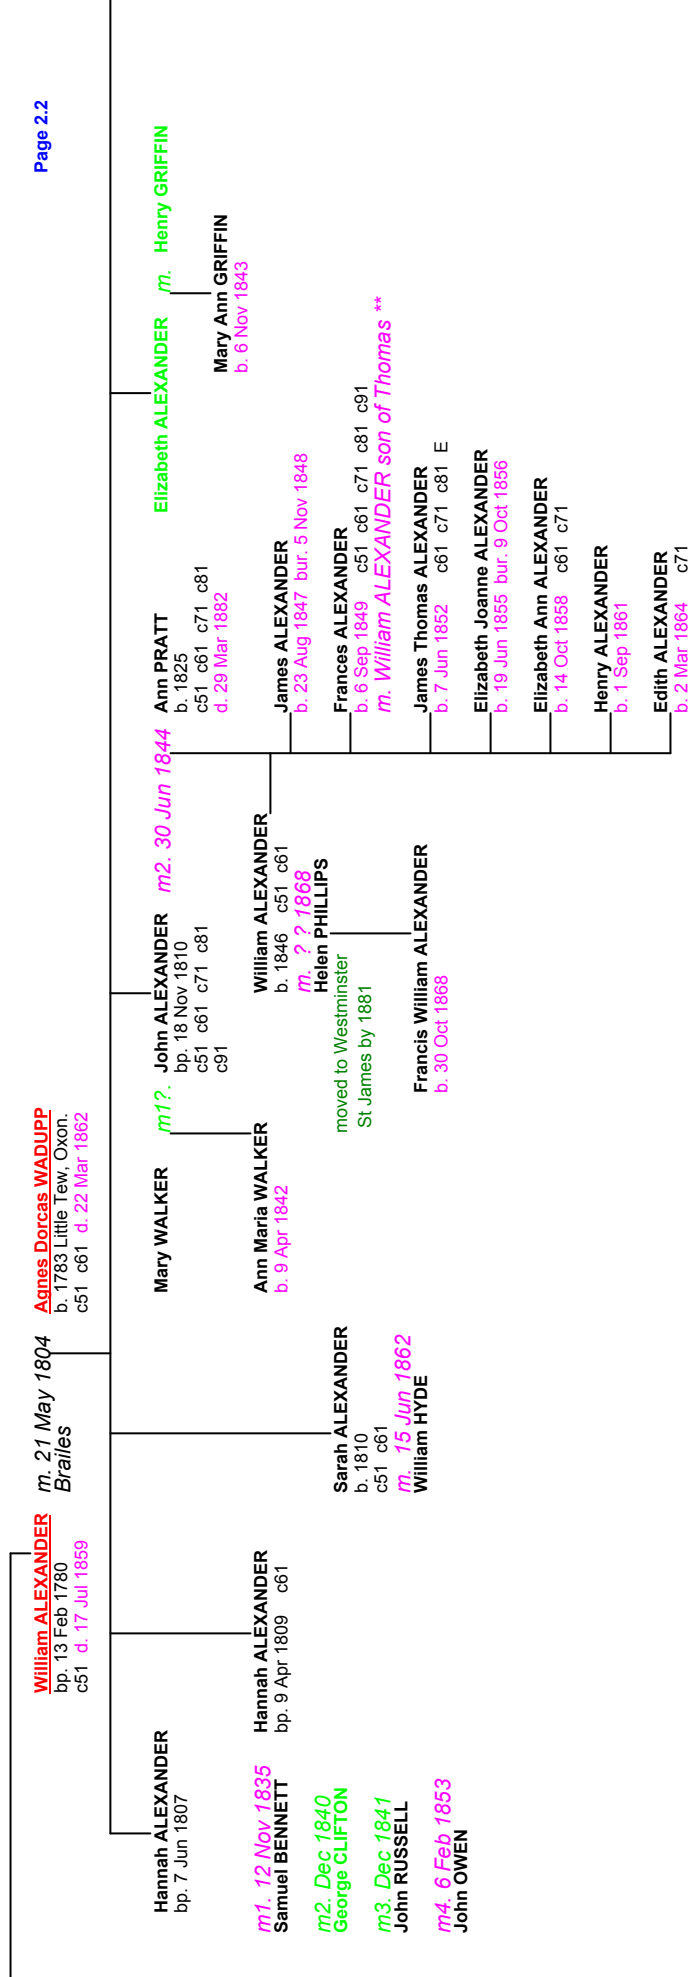 Page 2.2
William ALEXANDER
bp. 13 Feb 1780
c51 d. 17 Jul 1859
m. 21 May 1804
Brailes
Agnes Dorcas WADUPP
b. 1783 Little Tew, Oxon.
c51 c61 d. 22 Mar 1862
Hannah ALEXANDER
bp. 7 Jun 1807
m1. 12 Nov 1835
Samuel BENNETT
m2. Dec 1840
George CLIFTON
m3. Dec 1841
John RUSSELL
m4. 6 Feb 1853
John OWEN
Hannah ALEXANDER
bp. 9 Apr 1809 c61
Sarah ALEXANDER
b. 1810
c51 c61
m. 15 Jun 1862
William HYDE
Mary WALKER
m1?.
John ALEXANDER
bp. 18 Nov 1810
c51 c61 c71 c81
c91
m2. 30 Jun 1844
Ann PRATT
b. 1825
c51 c61 c71 c81
d. 29 Mar 1882
Ann Maria WALKER
b. 9 Apr 1842
William ALEXANDER
b. 1846 c51 c61
m. ? ? 1868
Helen PHILLIPS
moved to Westminster
St James by 1881
Francis William ALEXANDER
b. 30 Oct 1868
James ALEXANDER
b. 23 Aug 1847 bur. 5 Nov 1848
Frances ALEXANDER
b. 6 Sep 1849 c51 c61 c71 c81 c91
m. William ALEXANDER son of Thomas **
James Thomas ALEXANDER
b. 7 Jun 1852 c61 c71 c81 E
Elizabeth Joanne ALEXANDER
b. 19 Jun 1855 bur. 9 Oct 1856
Elizabeth Ann ALEXANDER
b. 14 Oct 1858 c61 c71
Henry ALEXANDER
b. 1 Sep 1861
Edith ALEXANDER
b. 2 Mar 1864 c71
Elizabeth ALEXANDER m. Henry GRIFFIN
Mary Ann GRIFFIN
b. 6 Nov 1843